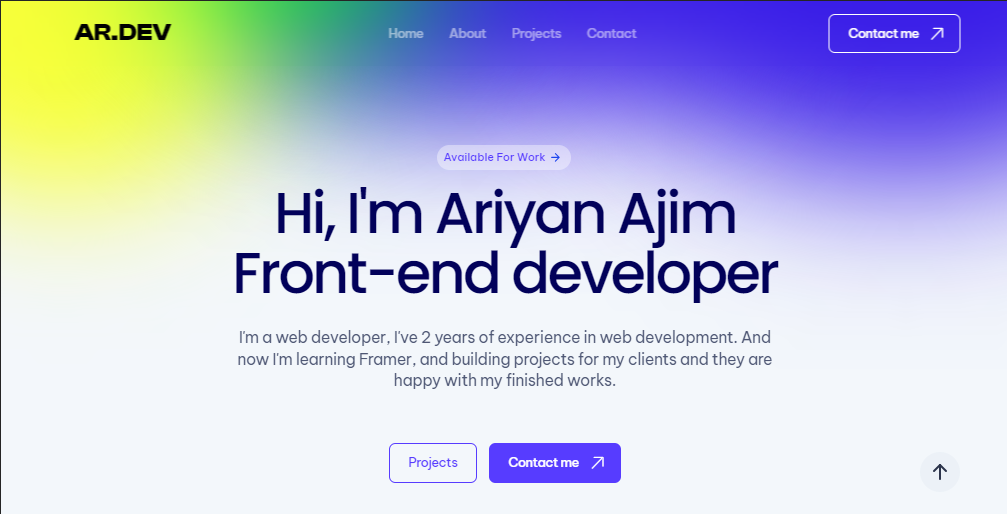 AR.DEV
Home
About
Projects
Contact
Contact me
Available For Work
Hi, I'm Ariyan Ajim
Front-end developer
I'm a web developer, I've 2 years of experience in web development. And
now I'm learning Framer, and building projects for my clients and they are
happy with my finished works.
Projects
Contact me